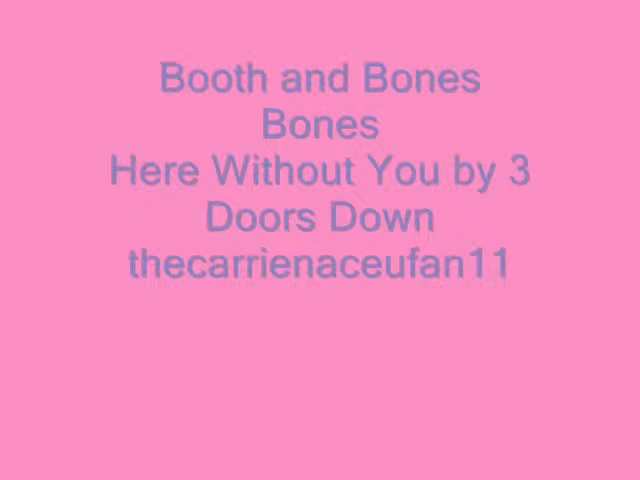 Booth and Bones
Bones
Here Without You by 3
Doors Down
thecarrienaceufan11